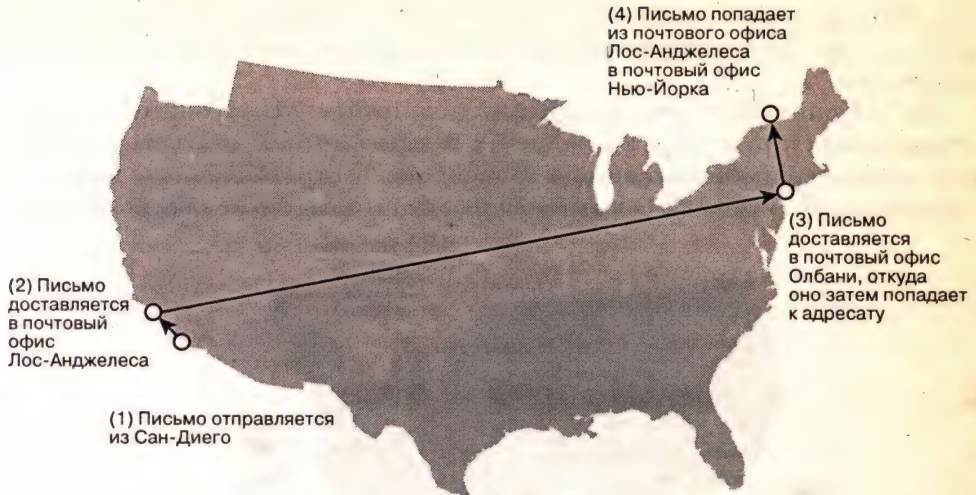 (4) Письмо попадает
из почтового офиса
Лос-Анджелеса
в почтовый офис
Нью-Йорка
(3) Письмо
доставляется
в почтовый офис
Олбани, откуда
оно затем попадает
к адресату
(2) Письмо
доставляется
в почтовый
офис
Лос-Анджелеса
(1) Письмо отправляется
из Сан-Диего